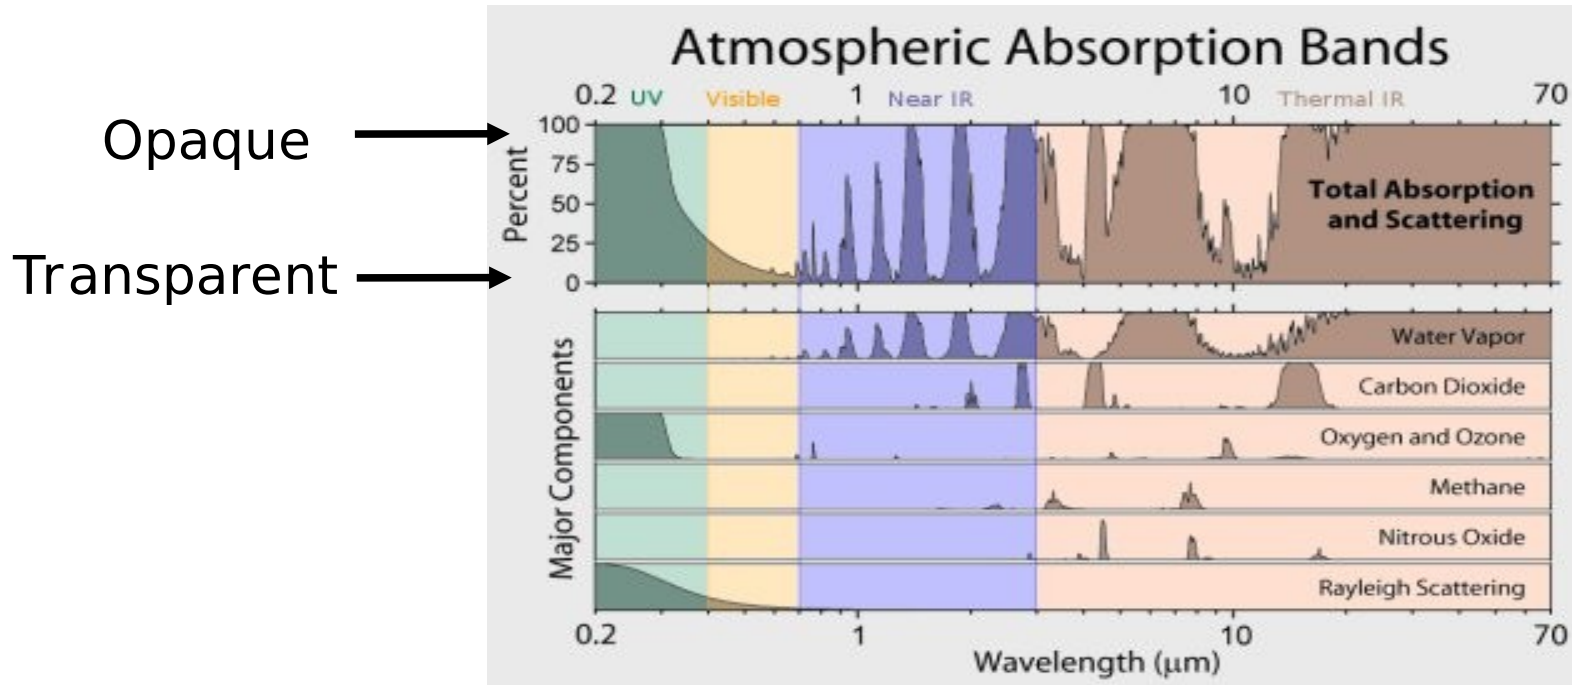 Atmospheric Absorption Bands
0.2 UV Visible 1 Near IR 10 Thermal IR 70
Opaque
Transparent
Percent
100
75
50
25
0
Total Absorption
and Scattering
Major Components
Water Vapor
Carbon Dioxide
Oxygen and Ozone
Methane
Nitrous Oxide
Rayleigh Scattering
0.2 1 10 70
Wavelength (μm)